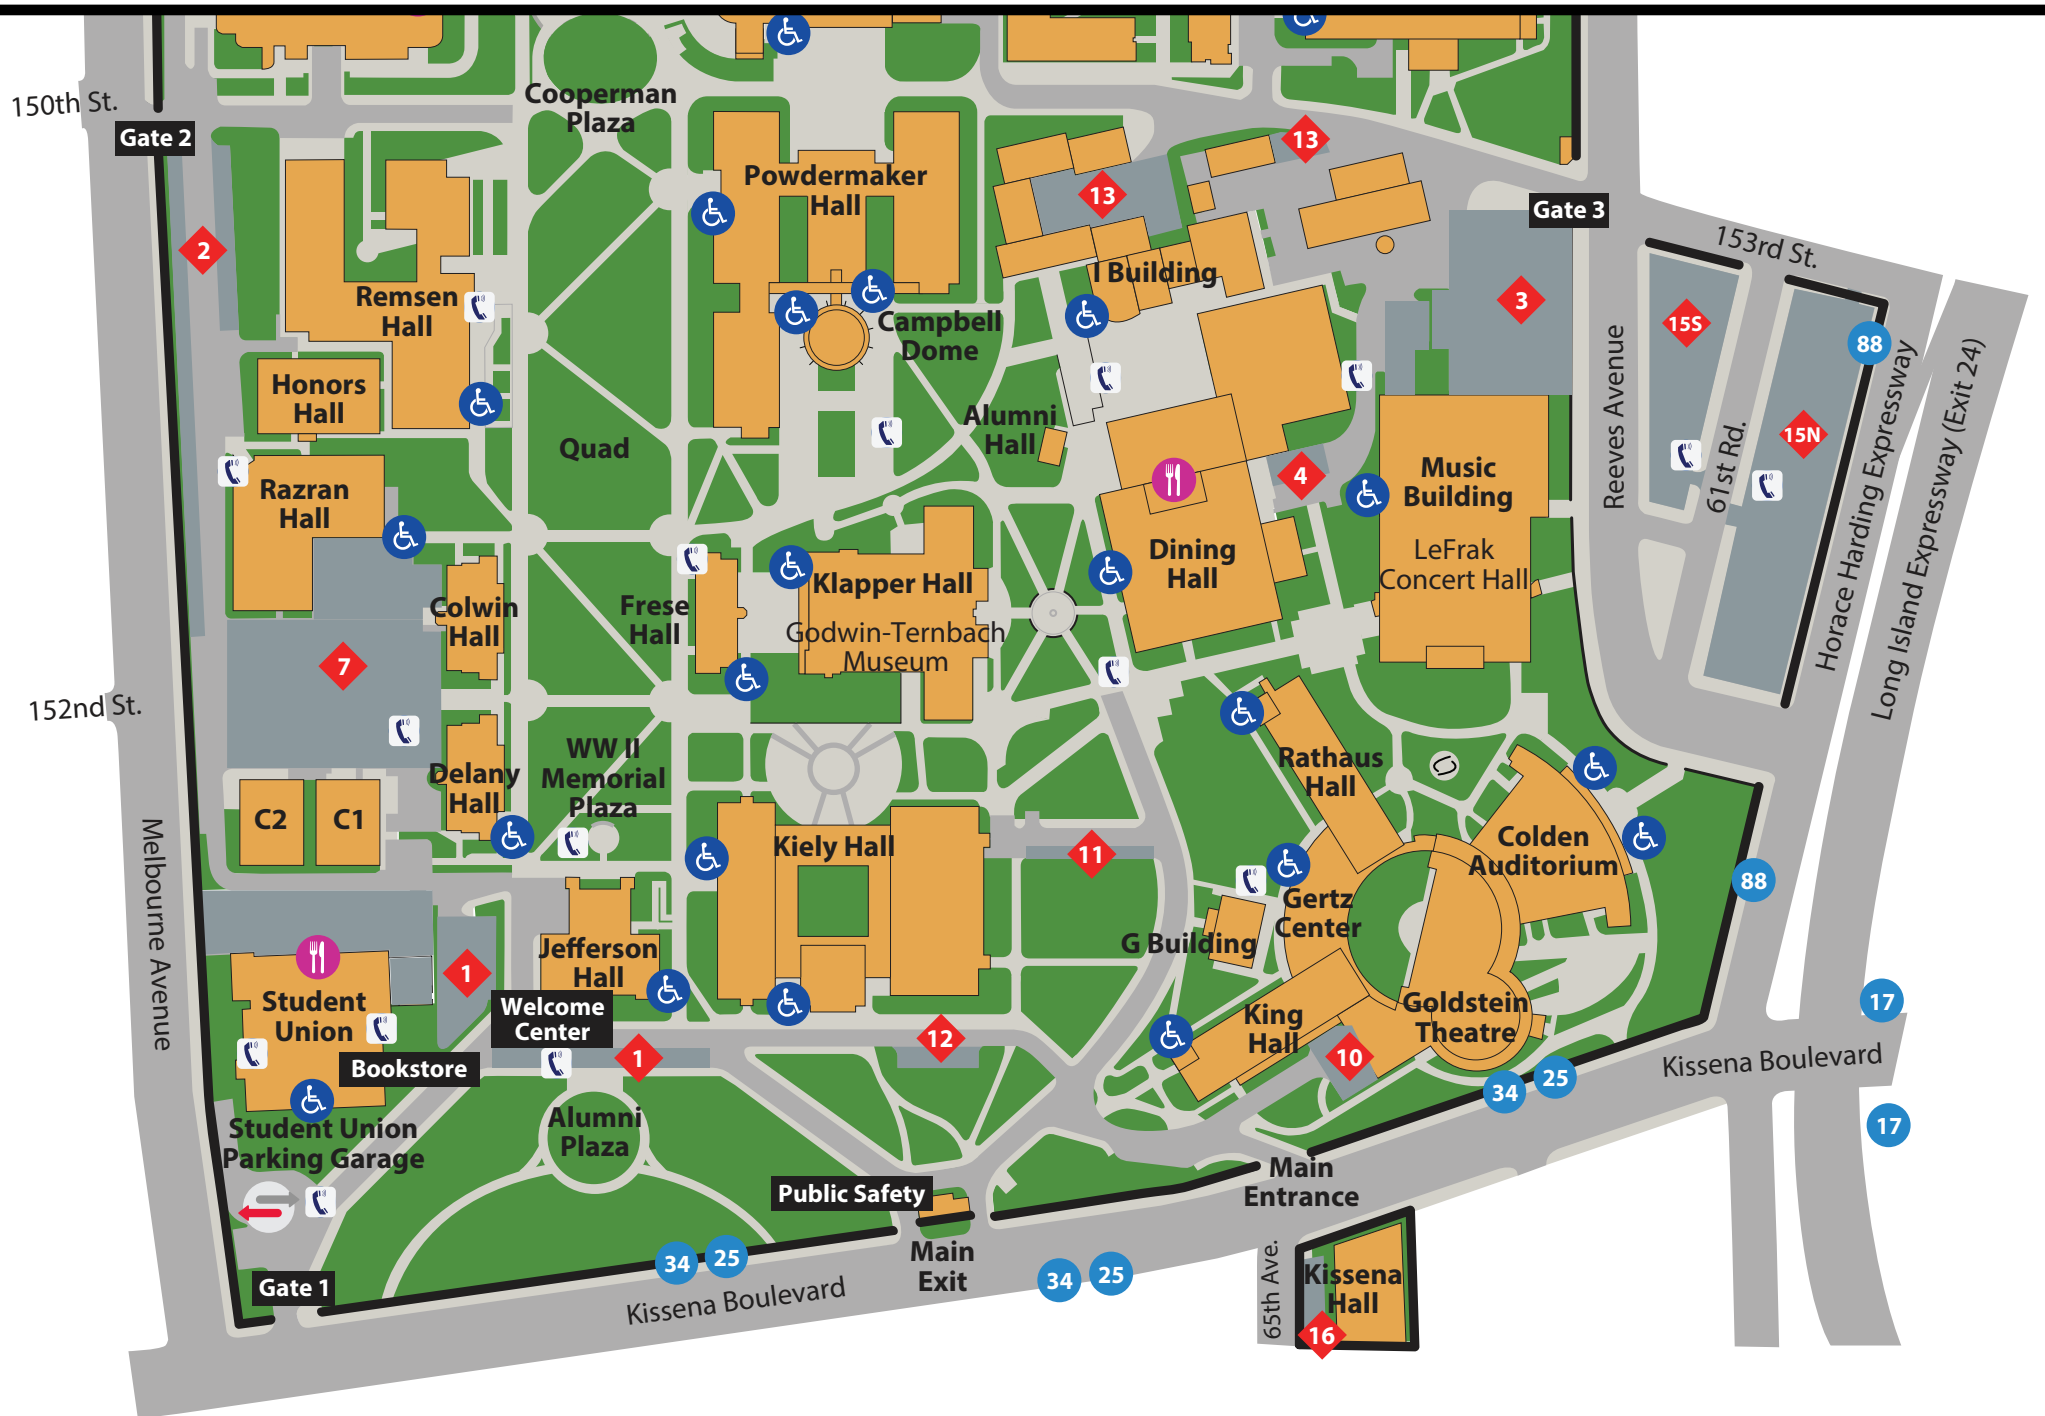 150th St.
Gate 2
Cooperman
Plaza
Powdermaker
Hall
13
13
2
Gate 3
153rd St.
Remsen
Hall
I Building
3
15S
88
Campbell
Dome
Honors
Hall
Alumni
Hall
Quad
Reeves Avenue
61st Rd.
15N
Horace Harding Expressway
Long Island Expressway (Exit 24)
Razran
Hall
4
Music
Building
LeFrak
Concert Hall
Dining
Hall
Colwin
Hall
Frese
Hall
Klapper Hall
Godwin-Ternbach
Museum
7
152nd St.
WW II
Memorial
Plaza
Delany
Hall
Rathaus
Hall
C2
C1
Kiely Hall
11
Colden
Auditorium
88
Melbourne Avenue
Gertz
Center
G Building
Jefferson
Hall
1
Student
Union
Welcome
Center
Goldstein
Theatre
King
Hall
17
12
1
10
Bookstore
Kissena Boulevard
34
25
17
Alumni
Plaza
Student Union
Parking Garage
Public Safety
Main
Entrance
Main
Exit
34
25
34
25
Gate 1
Kissena Boulevard
65th Ave.
Kissena
Hall
16